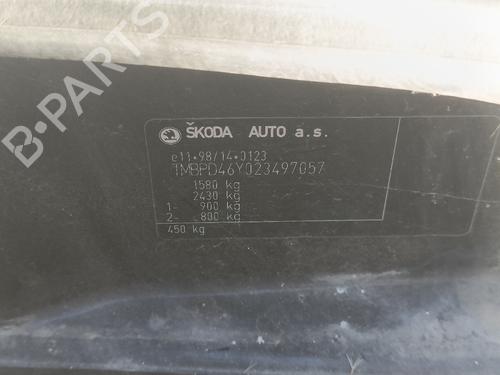 ŠKODA AUTO a.s.
e11*98/14*0123
TMBPD46Y023497057
1580 kg
2430 kg
1- 900 kg
2- 800 kg
450 kg
B-PARTS